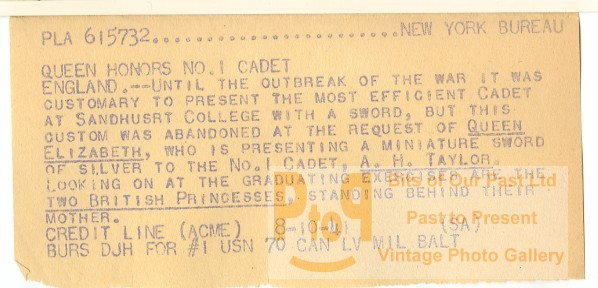 PLA 615732..........................NEW YORK BUREAU
QUEEN HONORS NO.1 CADET
ENGLAND.--UNTIL THE OUTBREAK OF THE WAR IT WAS
CUSTOMARY TO PRESENT THE MOST EFFICIENT CADET
AT SANDHUSRT COLLEGE WITH A SWORD, BUT THIS
CUSTOM WAS ABANDONED AT THE REQUEST OF QUEEN
ELIZABETH, WHO IS PRESENTING A MINIATURE SWORD
OF SILVER TO THE NO.1 CADET, A. H. TAYLOR.
LOOKING ON AT THE GRADUATING EXERCISES ARE THE
TWO BRITISH PRINCESSES, STANDING BEHIND THEIR
MOTHER.
CREDIT LINE (ACME) 8-10-41 (SA)
BURS DJH FOR #1 USN 70 CAN LV MIL BALT
PtoP
Bits of Our Past Ltd
Past to Present
Vintage Photo Gallery